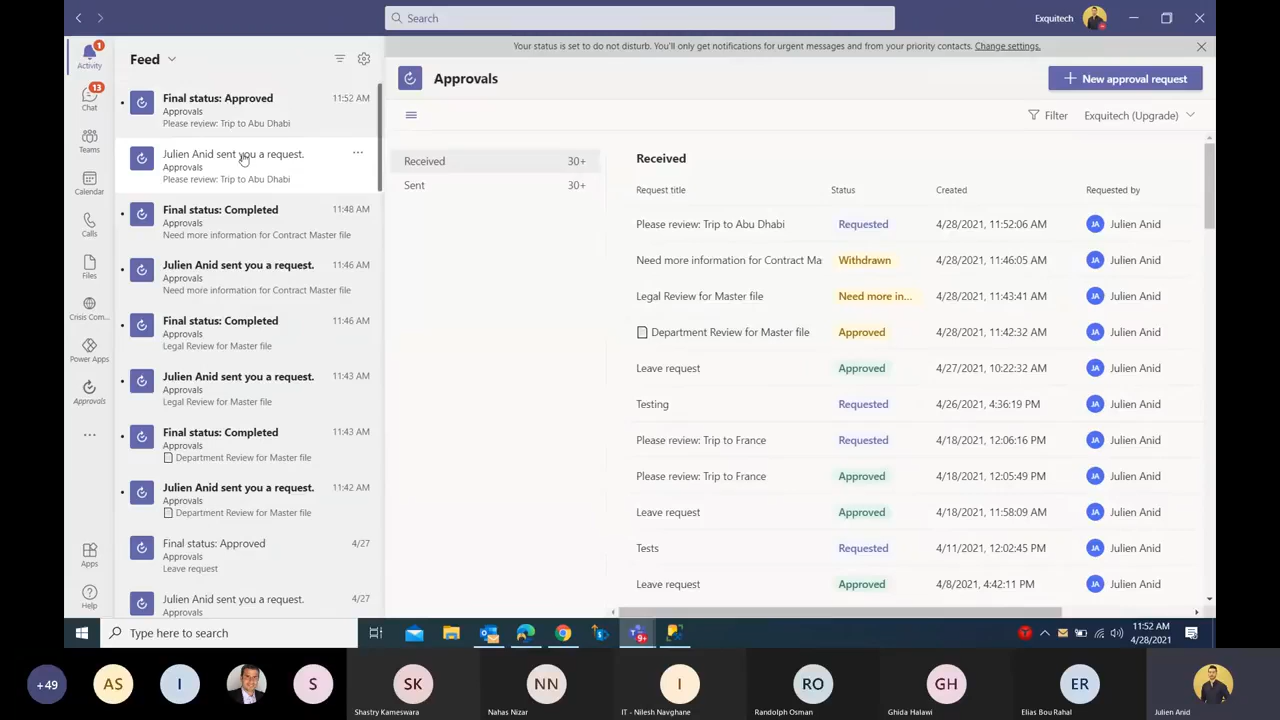 Search
Exquitech
Your status is set to do not disturb. You'll only get notifications for urgent messages and from your priority contacts. Change settings.
1
Activity
13
Chat
Teams
Calendar
Calls
Files
Crisis Com...
Power Apps
Approvals
Apps
Help
Feed
Final status: Approved 11:52 AM
Approvals
Please review: Trip to Abu Dhabi
Julien Anid sent you a request.
Approvals
Please review: Trip to Abu Dhabi
Final status: Completed 11:48 AM
Approvals
Need more information for Contract Master file
Julien Anid sent you a request. 11:46 AM
Approvals
Need more information for Contract Master file
Final status: Completed 11:46 AM
Approvals
Legal Review for Master file
Julien Anid sent you a request. 11:43 AM
Approvals
Legal Review for Master file
Final status: Completed 11:43 AM
Approvals
Department Review for Master file
Julien Anid sent you a request. 11:42 AM
Approvals
Department Review for Master file
Final status: Approved 4/27
Approvals
Leave request
Julien Anid sent you a request. 4/27
Approvals
Approvals
New approval request
Filter
Exquitech (Upgrade)
Received 30+
Sent 30+
Received
Request title Status Created Requested by
Please review: Trip to Abu Dhabi Requested 4/28/2021, 11:52:06 AM JA Julien Anid
Need more information for Contract Ma Withdrawn 4/28/2021, 11:46:05 AM JA Julien Anid
Legal Review for Master file Need more in... 4/28/2021, 11:43:41 AM JA Julien Anid
Department Review for Master file Approved 4/28/2021, 11:42:32 AM JA Julien Anid
Leave request Approved 4/27/2021, 10:22:32 AM JA Julien Anid
Testing Requested 4/26/2021, 4:36:19 PM JA Julien Anid
Please review: Trip to France Requested 4/18/2021, 12:06:16 PM JA Julien Anid
Please review: Trip to France Approved 4/18/2021, 12:05:49 PM JA Julien Anid
Leave request Approved 4/18/2021, 11:58:09 AM JA Julien Anid
Tests Requested 4/11/2021, 12:02:45 PM JA Julien Anid
Leave request Approved 4/8/2021, 4:42:11 PM JA Julien Anid
Type here to search
9+
11:52 AM
4/28/2021
+49
AS
I
S
SK
Shastry Kameswara
NN
Nahas Nizar
I
IT - Nilesh Navghane
RO
Randolph Osman
GH
Ghida Halawi
ER
Elias Bou Rahal
Julien Anid